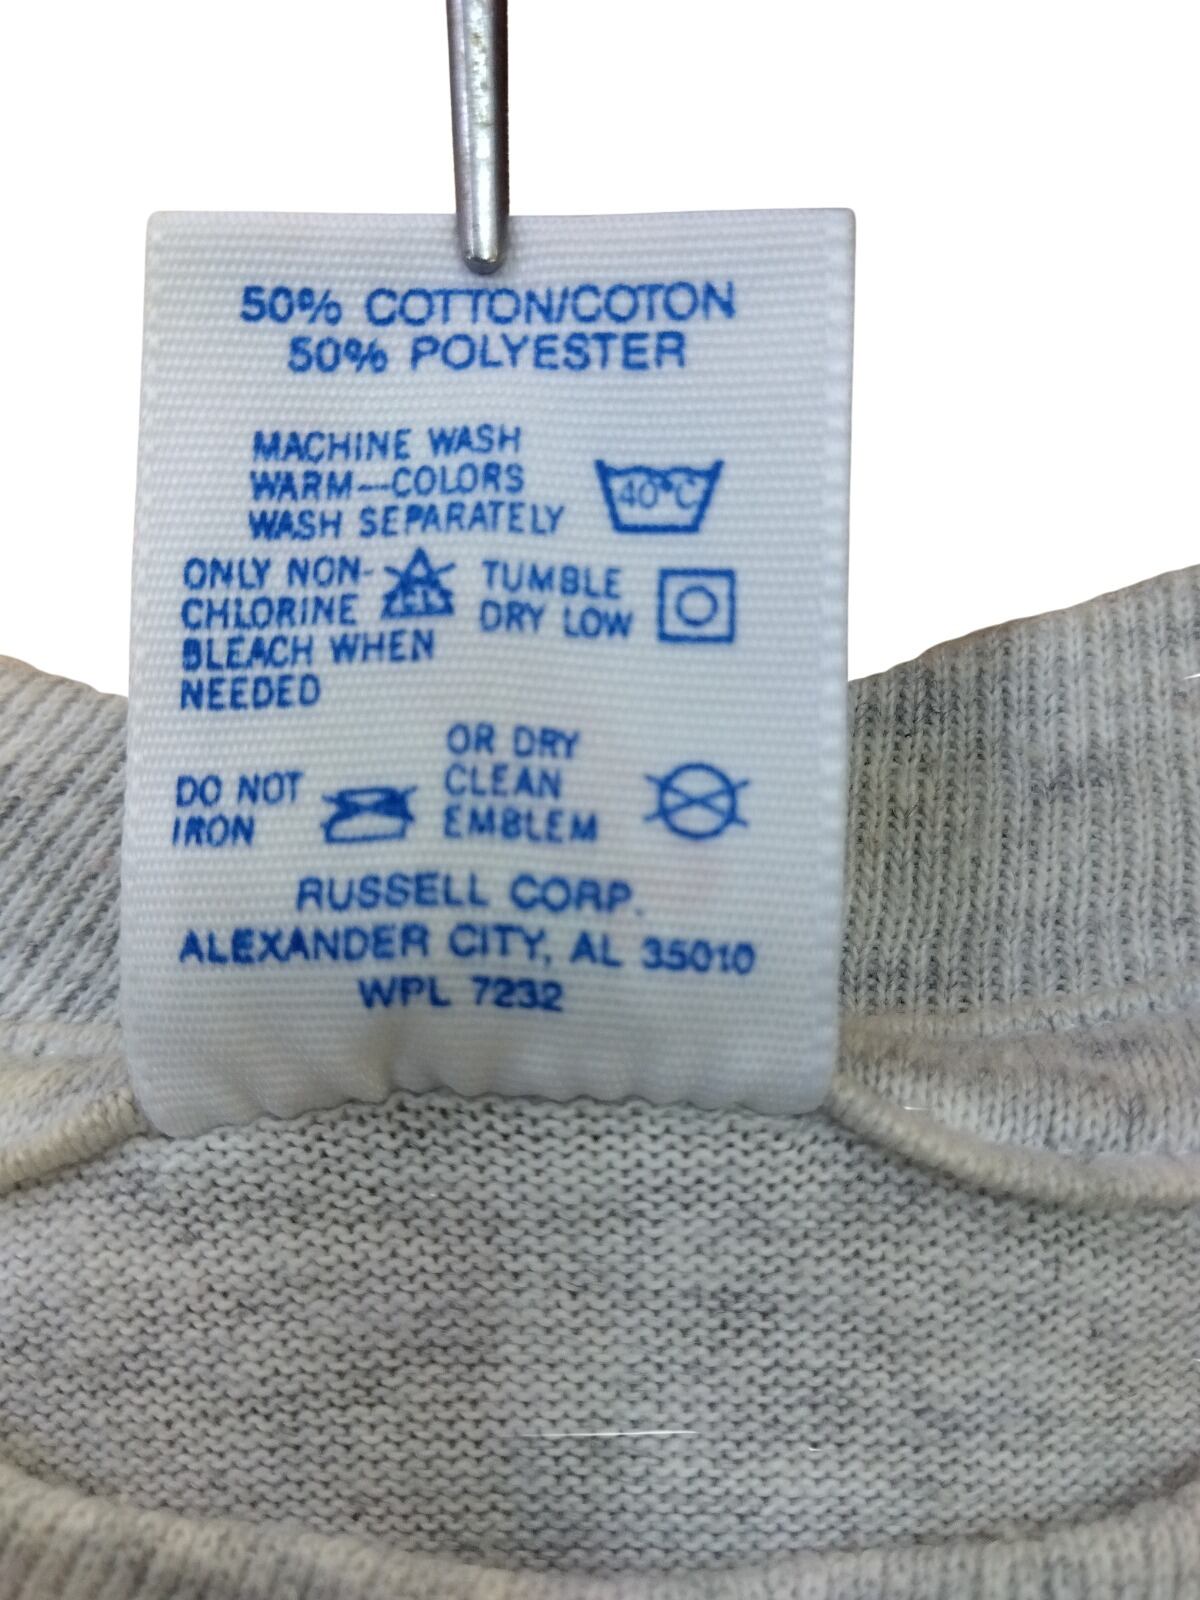 50% COTTON/COTON
50% POLYESTER
MACHINE WASH
WARM—COLORS
WASH SEPARATELY
40°C
ONLY NON-
CHLORINE
BLEACH WHEN
NEEDED
CL
TUMBLE
DRY LOW
DO NOT
IRON
OR DRY
CLEAN
EMBLEM
RUSSELL CORP.
ALEXANDER CITY, AL 35010
WPL 7232